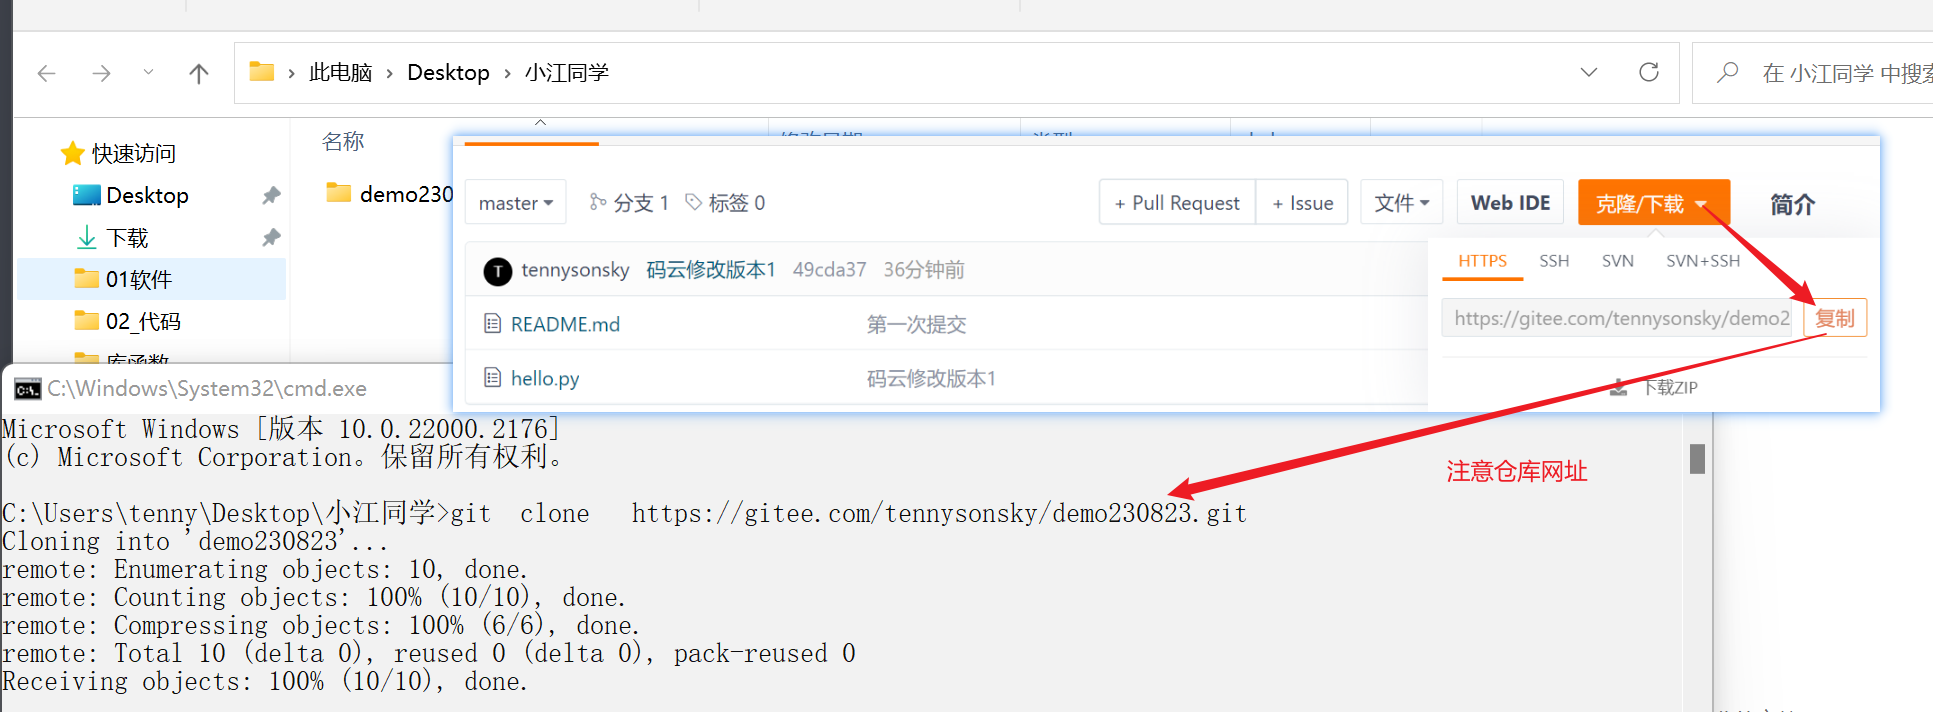 此电脑 › Desktop › 小江同学
在 小江同学 中搜索
快速访问
Desktop
下载
01软件
02_代码
库函数
名称
demo230
master
分支 1
标签 0
+ Pull Request
+ Issue
文件
Web IDE
克隆/下载
简介
T tennysonsky 码云修改版本1 49cda37 36分钟前
README.md 第一次提交
hello.py 码云修改版本1
HTTPS SSH SVN SVN+SSH
https://gitee.com/tennysonsky/demo2 复制
下载ZIP
注意仓库网址
C:\Windows\System32\cmd.exe
Microsoft Windows [版本 10.0.22000.2176]
(c) Microsoft Corporation。保留所有权利。
C:\Users\tenny\Desktop\小江同学>git clone https://gitee.com/tennysonsky/demo230823.git
Cloning into 'demo230823'...
remote: Enumerating objects: 10, done.
remote: Counting objects: 100% (10/10), done.
remote: Compressing objects: 100% (6/6), done.
remote: Total 10 (delta 0), reused 0 (delta 0), pack-reused 0
Receiving objects: 100% (10/10), done.